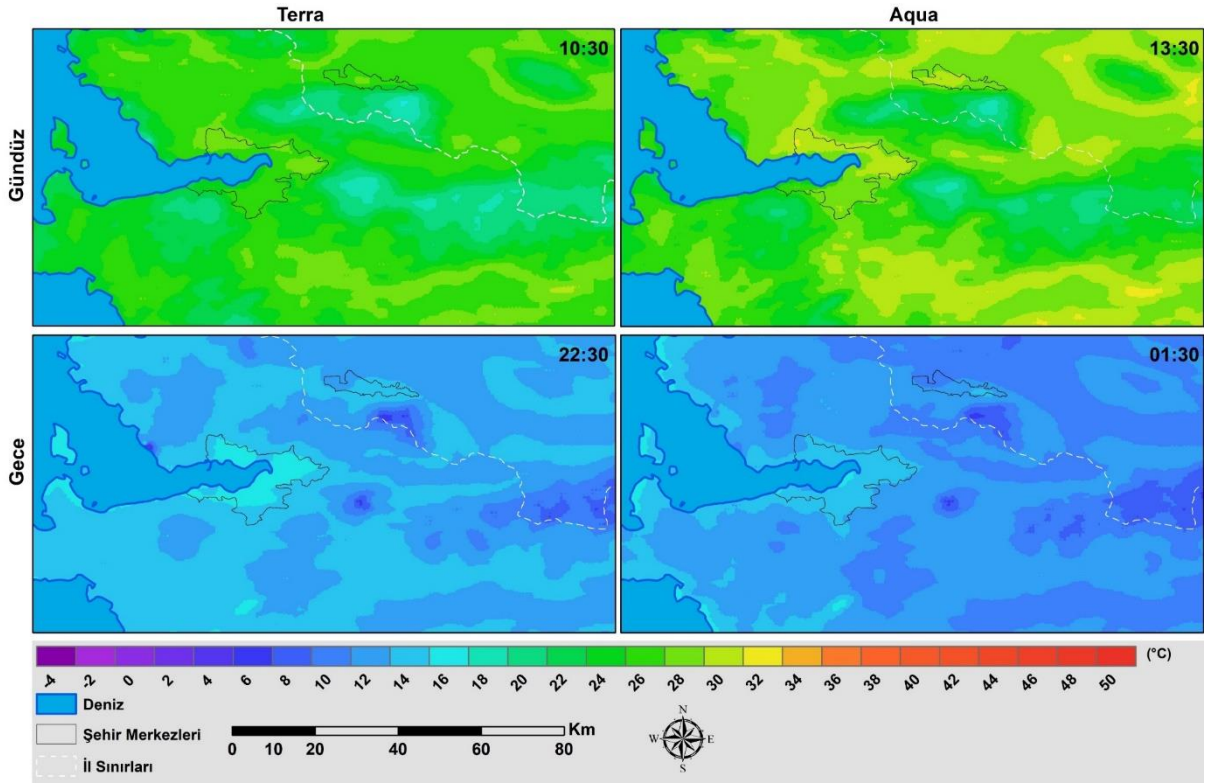 Terra
Aqua
Gündüz
10:30
13:30
Gece
22:30
01:30
(°C)
-4 -2 0 2 4 6 8 10 12 14 16 18 20 22 24 26 28 30 32 34 36 38 40 42 44 46 48 50
Deniz
Şehir Merkezleri
İl Sınırları
Km
0 10 20 40 60 80
N
W E
S